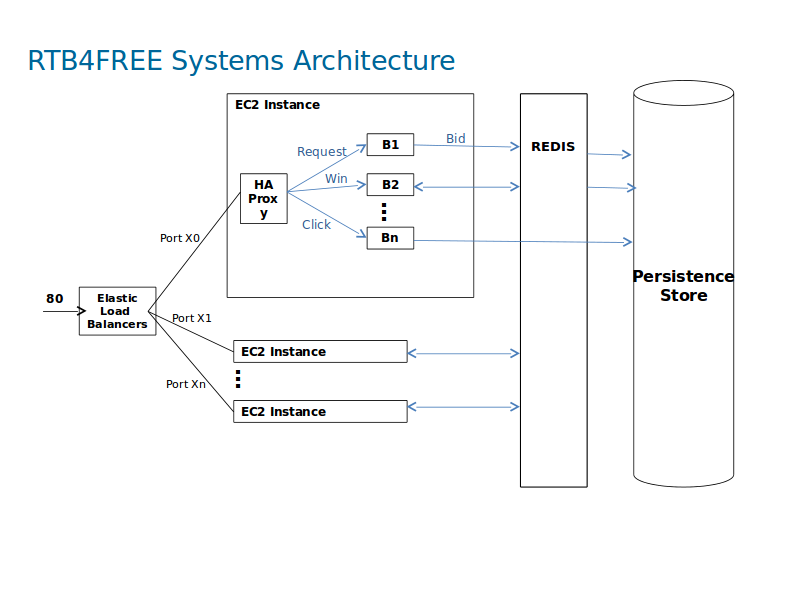 RTB4FREE Systems Architecture
EC2 Instance
B1
Bid
REDIS
Request
Win
HA
Prox
y
B2
Click
Bn
Port X0
Persistence
Store
80
Elastic
Load
Balancers
Port X1
EC2 Instance
Port Xn
EC2 Instance